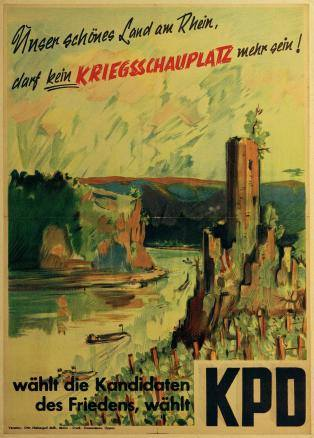 Unser schönes Land am Rhein,
darf kein KRIEGSSCHAUPLATZ mehr sein!
wählt die Kandidaten
des Friedens, wählt
KPD